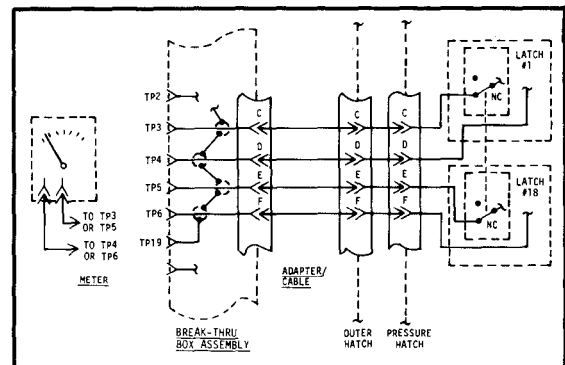 LATCH
#1
NC
TP2
C
C
C
TP3
D
D
D
TP4
E
E
E
LATCH
#18
TP5
F
F
F
TP6
NC
TO TP3
OR TP5
TP19
TO TP4
OR TP6
METER
ADAPTER/
CABLE
BREAK-THRU
BOX ASSEMBLY
OUTER
HATCH
PRESSURE
HATCH